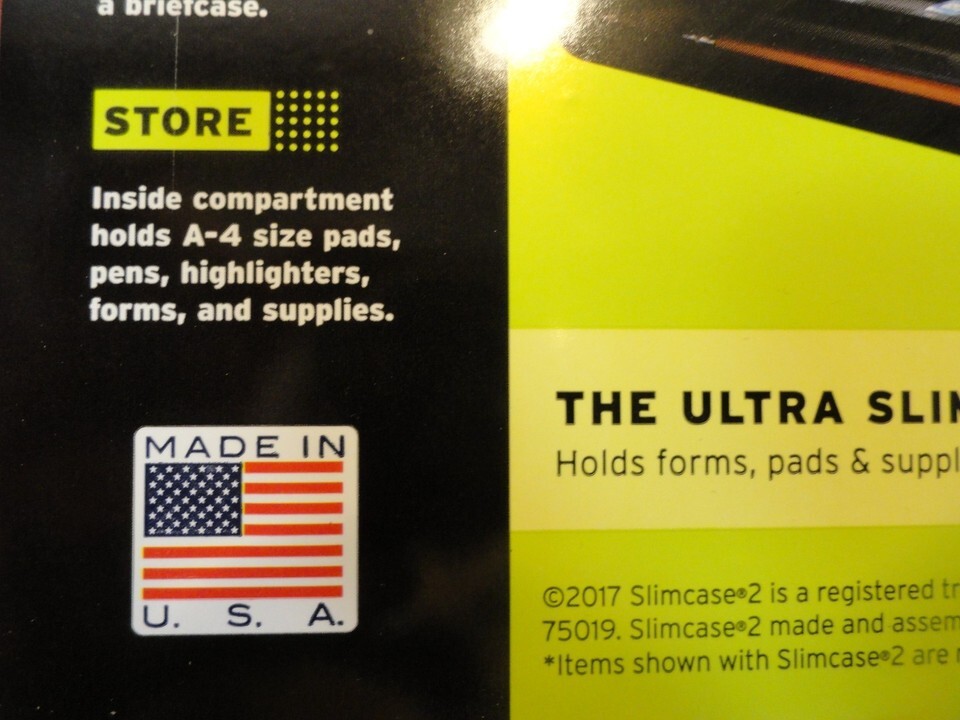 a briefcase.
STORE
Inside compartment
holds A-4 size pads,
pens, highlighters,
forms, and supplies.
MADE IN
U. S. A.
THE ULTRA SLIM
Holds forms, pads & suppl
©2017 Slimcase®2 is a registered tr
75019. Slimcase®2 made and assem
*Items shown with Slimcase®2 are